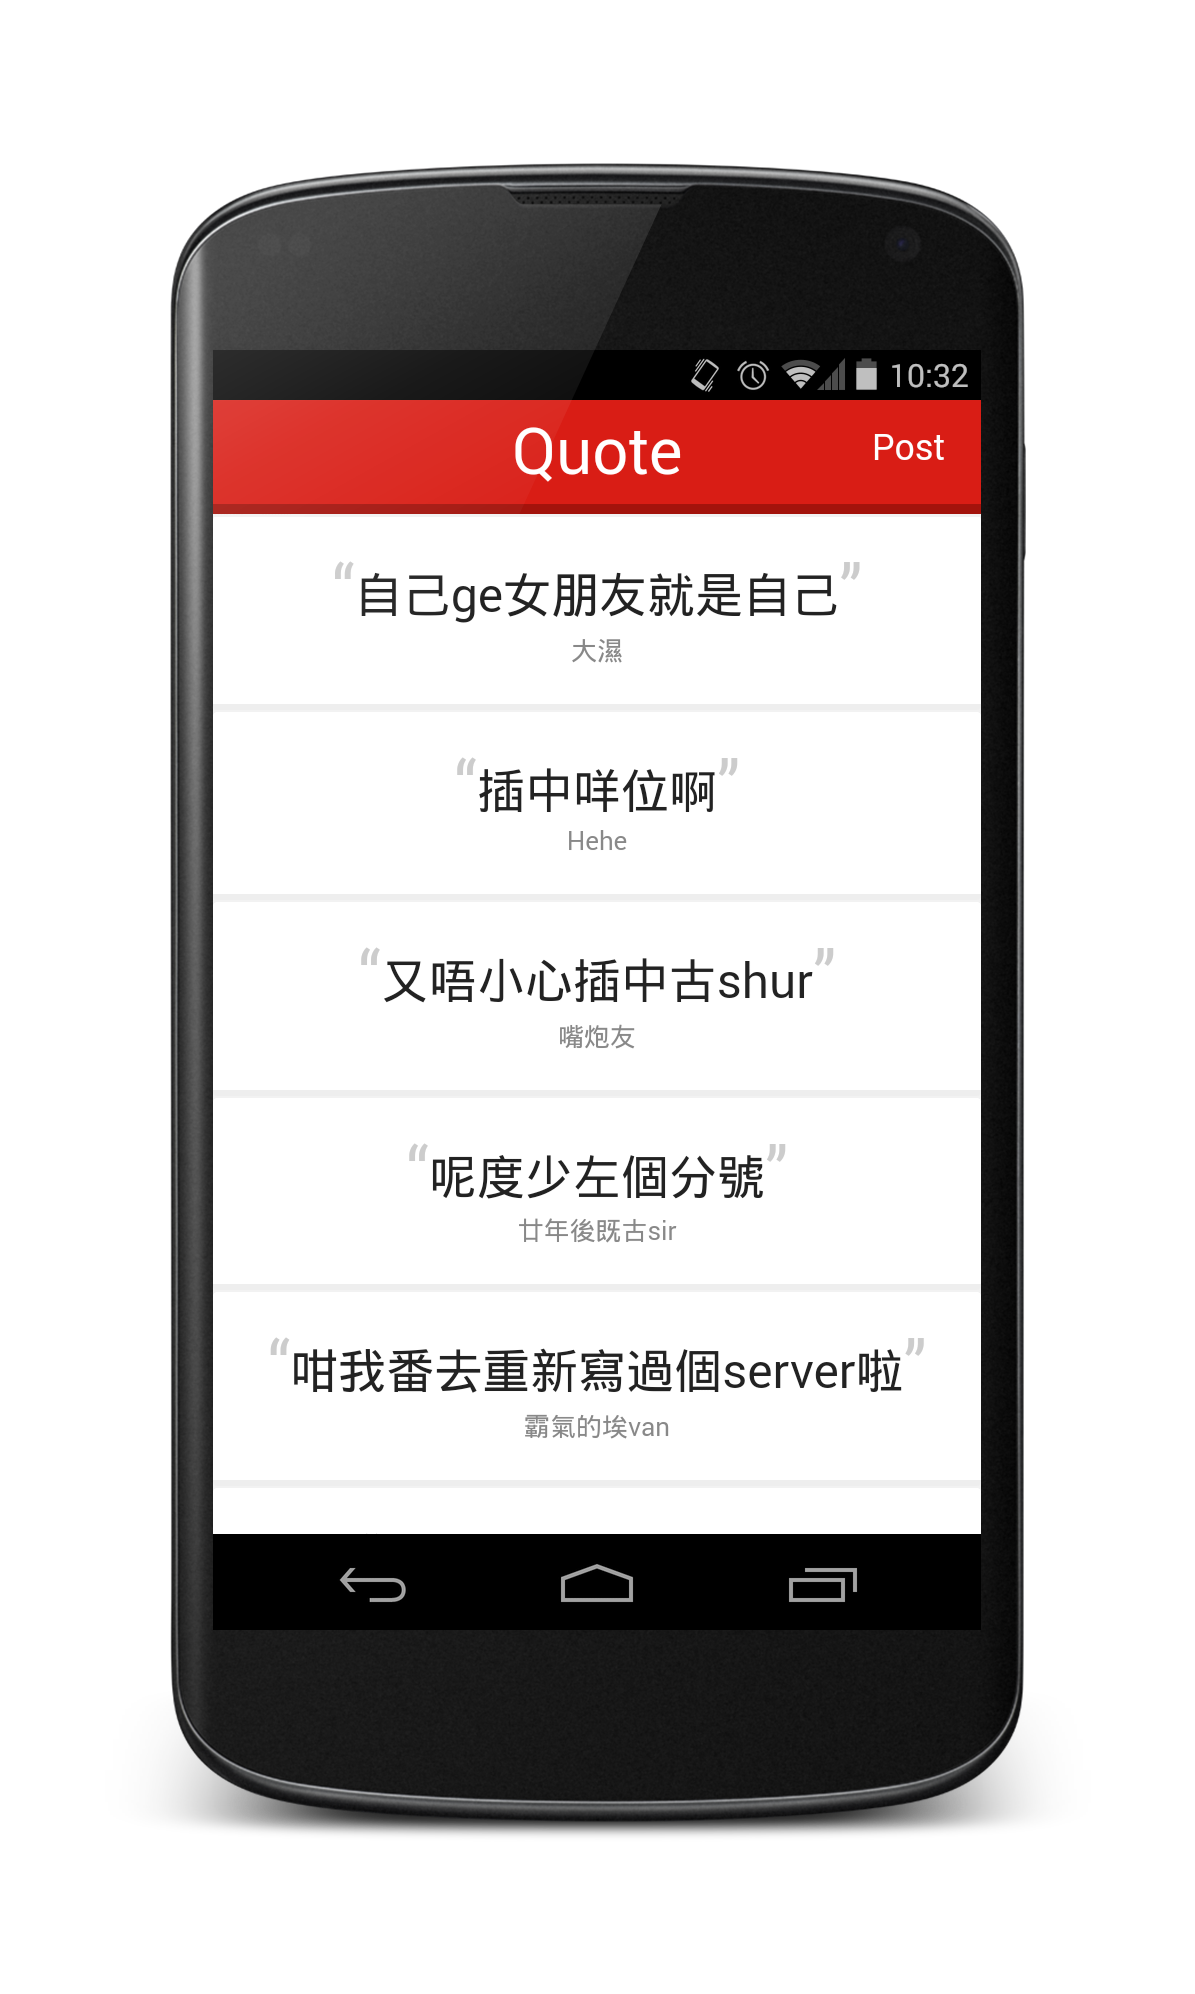 10:32
Quote
Post
“自己ge女朋友就是自己”
大濕
“插中咩位啊”
Hehe
“又唔小心插中古shur”
嘴炮友
“呢度少左個分號”
廿年後既古sir
“咁我番去重新寫過個server啦”
霸氣的埃van